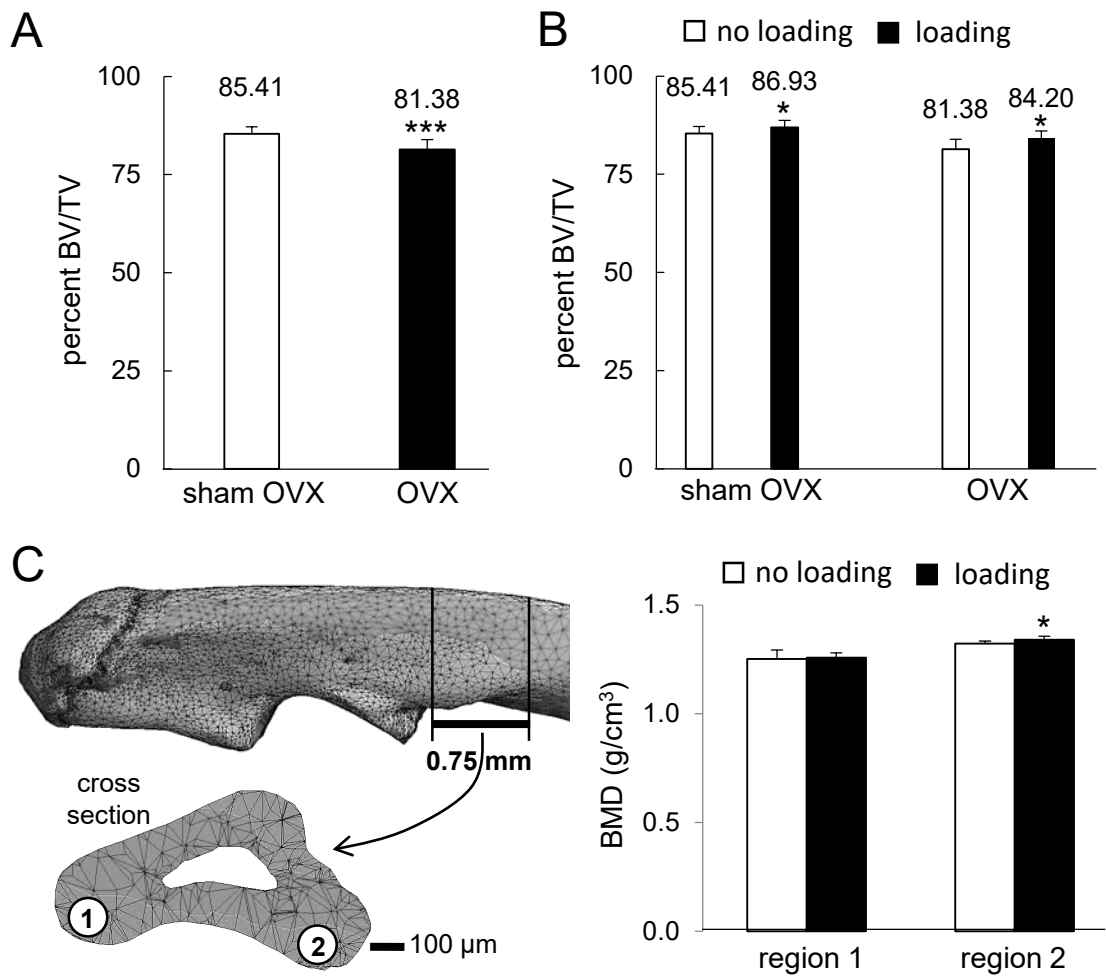 A
100
75
50
25
0
percent BV/TV
85.41
81.38
***
sham OVX OVX
B
no loading loading
100
75
50
25
0
percent BV/TV
85.41 86.93
*
81.38 84.20
*
sham OVX OVX
C
0.75 mm
cross
section
1
2
100 μm
no loading loading
1.5
1.0
0.5
0.0
BMD (g/cm³)
*
region 1 region 2